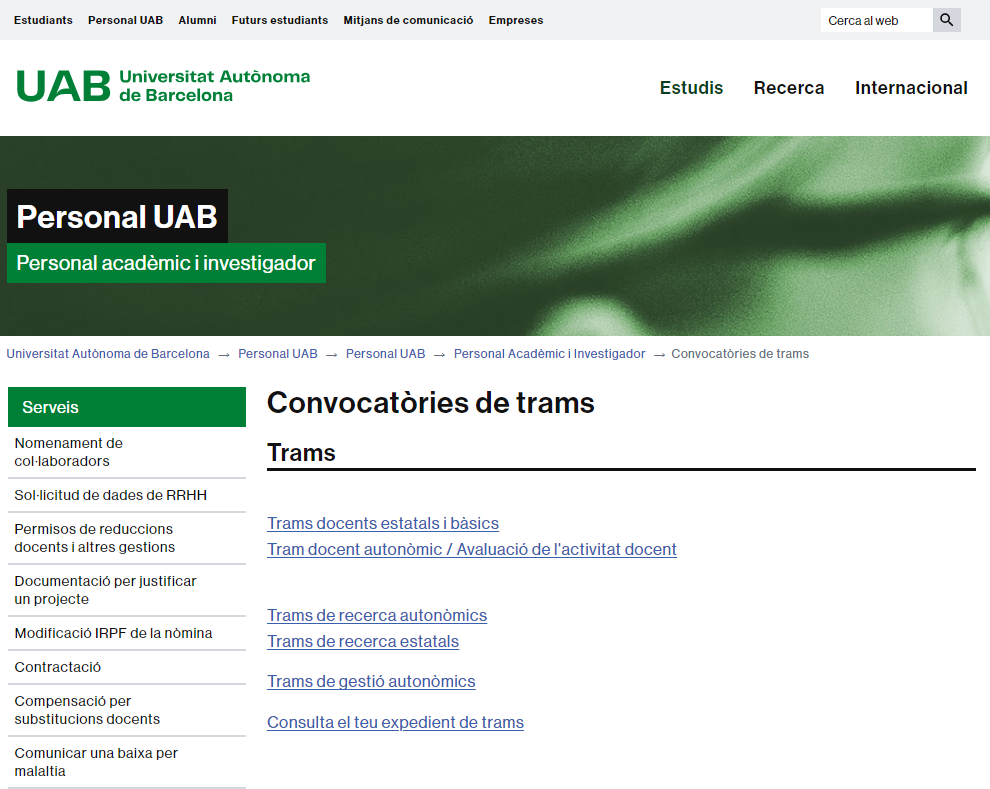 Estudiants Personal UAB Alumni Futurs estudiants Mitjans de comunicació Empreses
Cerca al web
UAB Universitat Autònoma
de Barcelona
Estudis Recerca Internacional
Personal UAB
Personal acadèmic i investigador
Universitat Autònoma de Barcelona → Personal UAB → Personal UAB → Personal Acadèmic i Investigador → Convocatòries de trams
Serveis
Nomenament de
col·laboradors
Sol·licitud de dades de RRHH
Permisos de reduccions
docents i altres gestions
Documentació per justificar
un projecte
Modificació IRPF de la nòmina
Contractació
Compensació per
substitucions docents
Comunicar una baixa per
malaltia
Convocatòries de trams
Trams
Trams docents estatals i bàsics
Tram docent autonòmic / Avaluació de l'activitat docent
Trams de recerca autonòmics
Trams de recerca estatals
Trams de gestió autonòmics
Consulta el teu expedient de trams